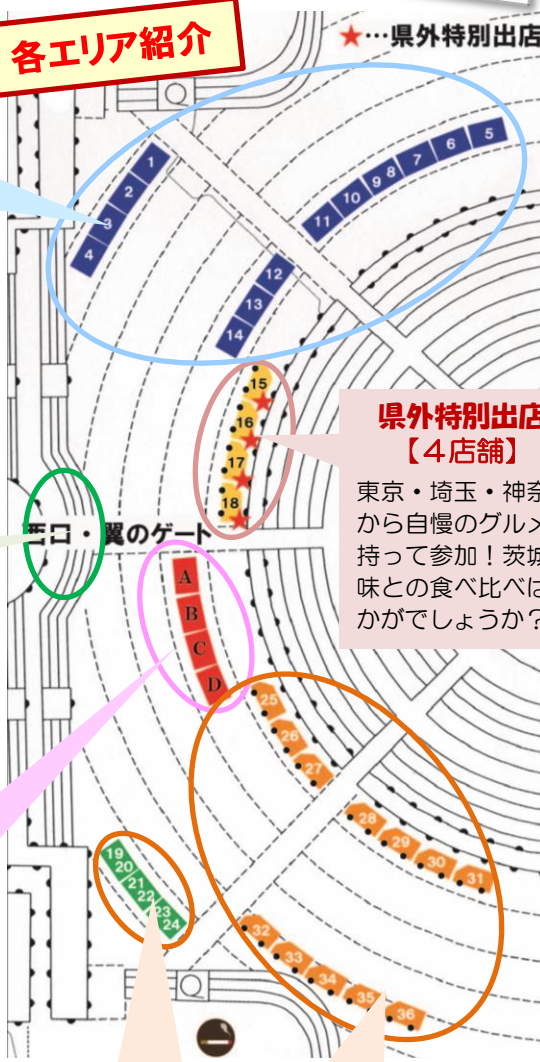 各エリア紹介
★…県外特別出店
1
2
3
4
5
6
7
8
9
10
11
12
13
14
15
16
17
18
県外特別出店
【４店舗】
東京・埼玉・神奈
から自慢のグルメ
持って参加！茨城
味との食べ比べは
かがでしょうか？
西口・翼のゲート
A
B
C
D
25
26
27
28
29
30
31
19
20
21
22
23
24
32
33
34
35
36